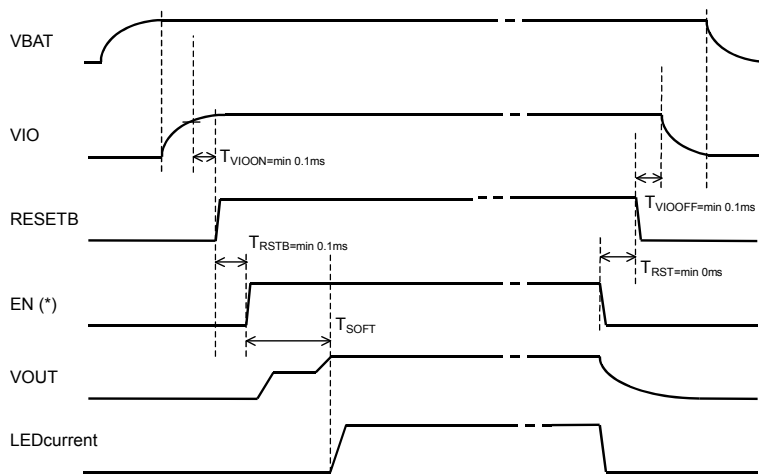 VBAT
VIO
TVIOON=min 0.1ms
TVIOOFF=min 0.1ms
RESETB
TRSTB=min 0.1ms
TRST=min 0ms
EN (*)
TSOFT
VOUT
LEDcurrent